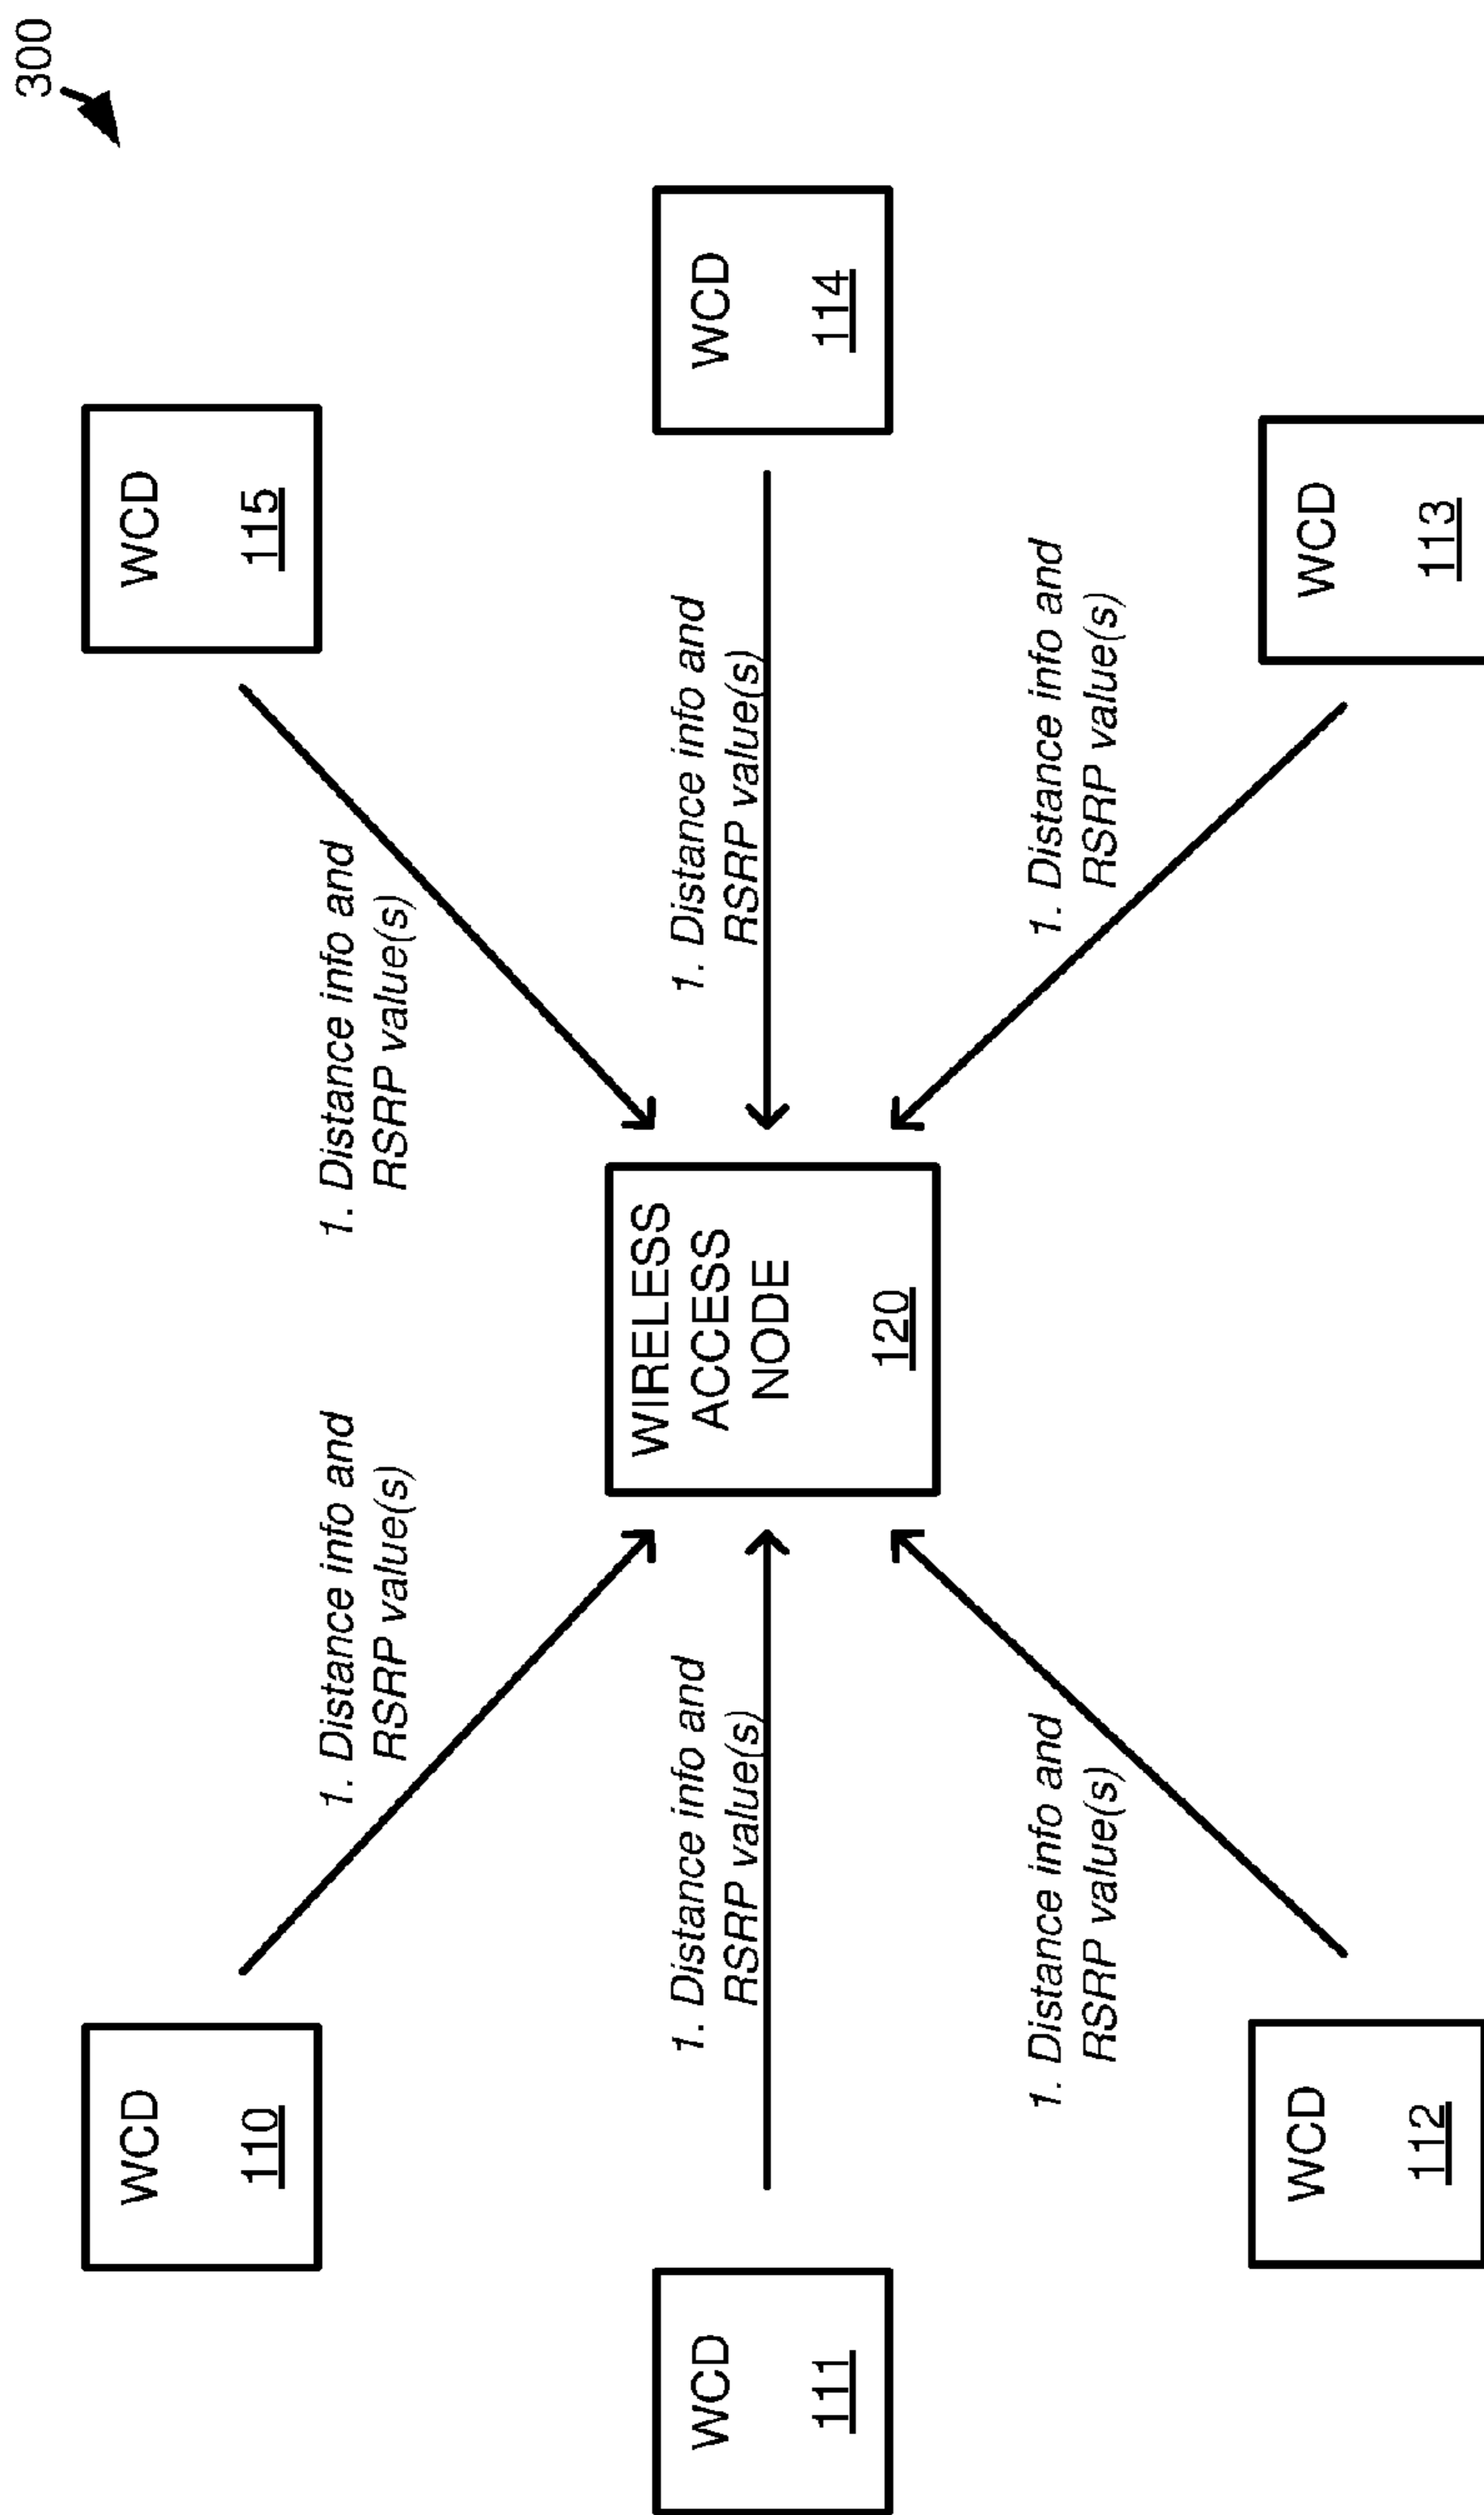 300
WCD
110
1. Distance info and
RSRP value(s)
1. Distance info and
RSRP value(s)
WCD
115
WCD
111
1. Distance info and
RSRP value(s)
WIRELESS
ACCESS
NODE
120
1. Distance info and
RSRP value(s)
WCD
114
WCD
112
1. Distance info and
RSRP value(s)
1. Distance info and
RSRP value(s)
WCD
113